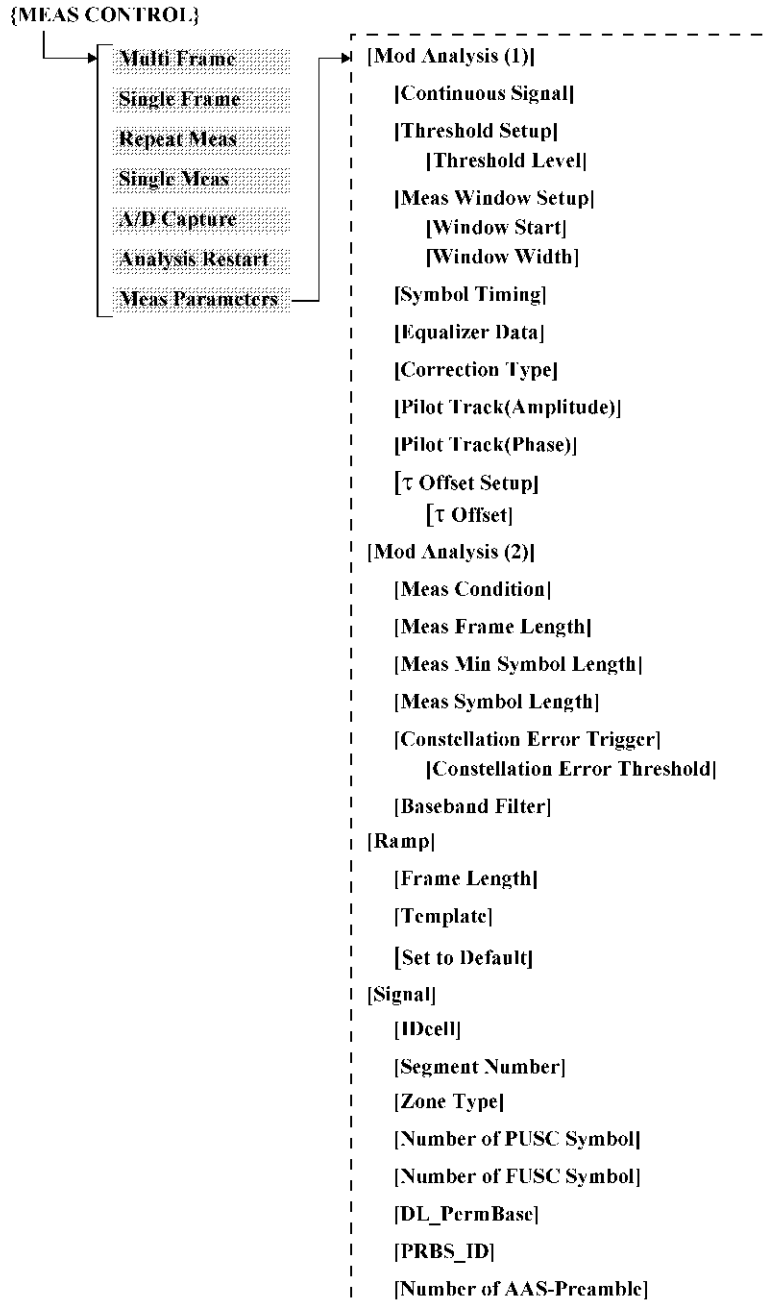 {MEAS CONTROL}
Multi Frame
Single Frame
Repeat Meas
Single Meas
A/D Capture
Analysis Restart
Meas Parameters
[Mod Analysis (1)]
[Continuous Signal]
[Threshold Setup]
[Threshold Level]
[Meas Window Setup]
[Window Start]
[Window Width]
[Symbol Timing]
[Equalizer Data]
[Correction Type]
[Pilot Track(Amplitude)]
[Pilot Track(Phase)]
[τ Offset Setup]
[τ Offset]
[Mod Analysis (2)]
[Meas Condition]
[Meas Frame Length]
[Meas Min Symbol Length]
[Meas Symbol Length]
[Constellation Error Trigger]
[Constellation Error Threshold]
[Baseband Filter]
[Ramp]
[Frame Length]
[Template]
[Set to Default]
[Signal]
[IDcell]
[Segment Number]
[Zone Type]
[Number of PUSC Symbol]
[Number of FUSC Symbol]
[DL_PermBase]
[PRBS_ID]
[Number of AAS-Preamble]